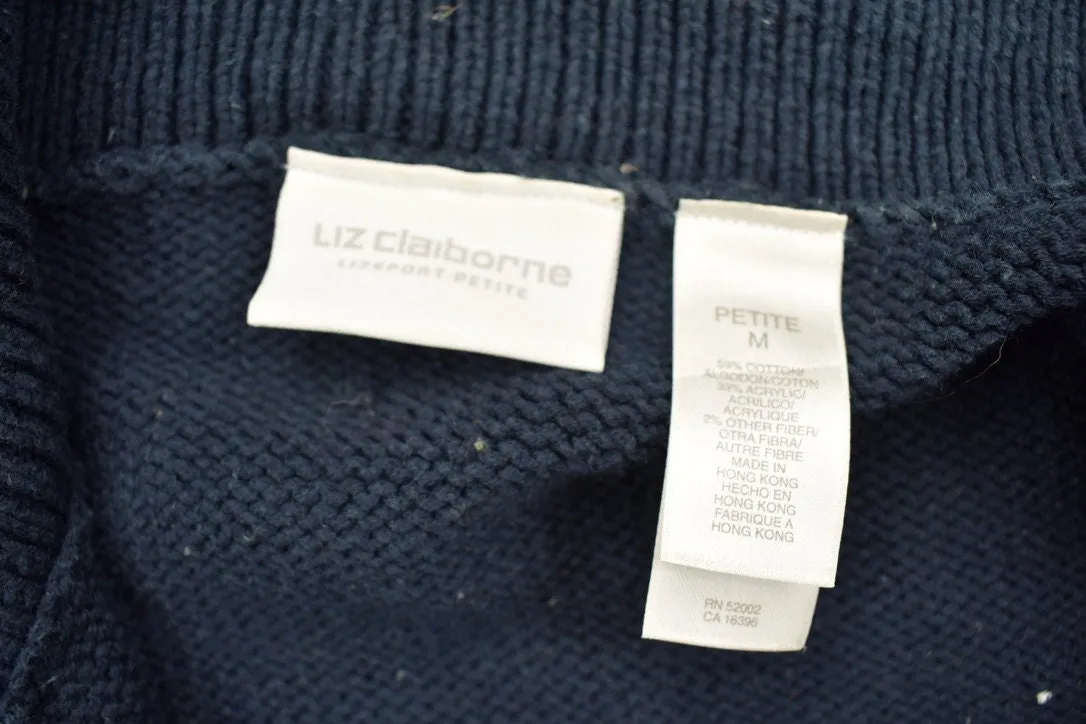 LIZ claiborne
LIZSPORT PETITE
PETITE
M
59% COTTON/
ALGODON/COTON
39% ACRYLIC/
ACRILICO/
ACRYLIQUE
2% OTHER FIBER/
OTRA FIBRA/
AUTRE FIBRE
MADE IN
HONG KONG
HECHO EN
HONG KONG
FABRIQUE A
HONG KONG
RN 52002
CA 16396